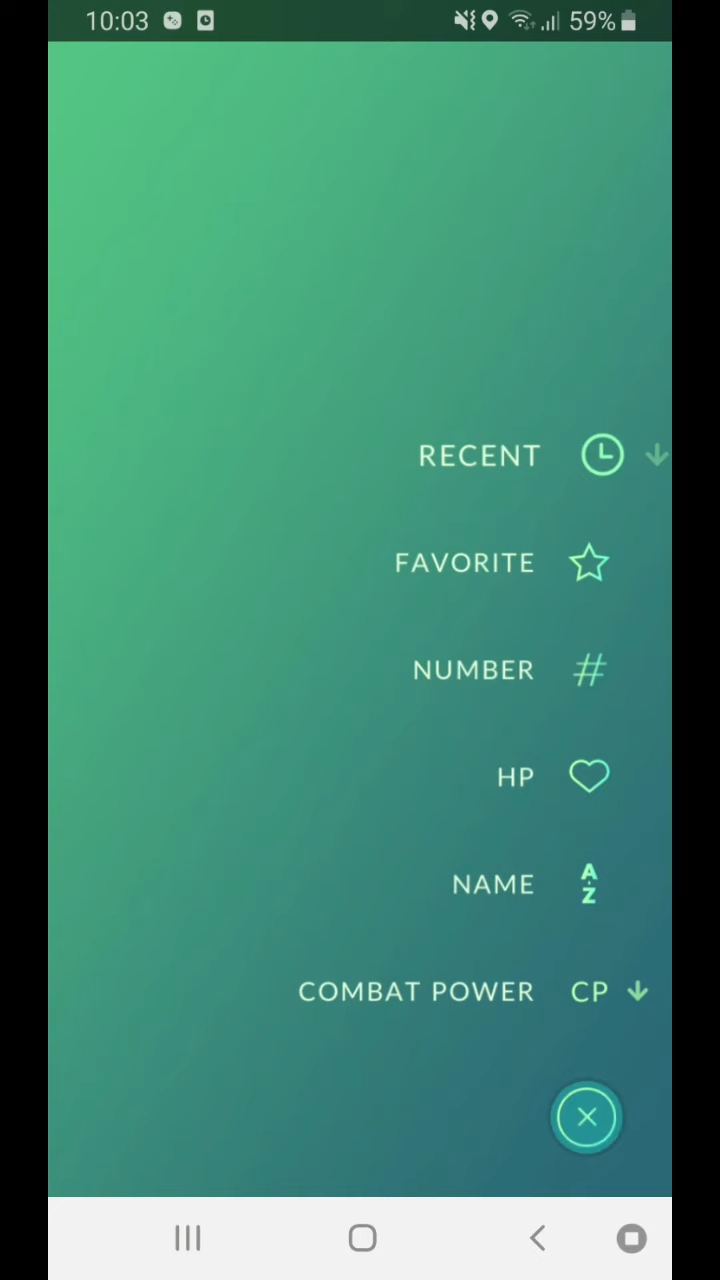 10:03 59%
RECENT
FAVORITE
NUMBER #
HP
NAME A-Z
COMBAT POWER CP